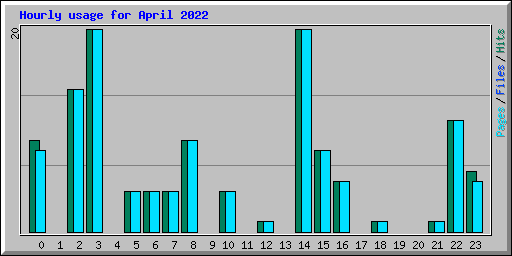 Hourly usage for April 2022
20
Pages / Files / Hits
0 1 2 3 4 5 6 7 8 9 10 11 12 13 14 15 16 17 18 19 20 21 22 23